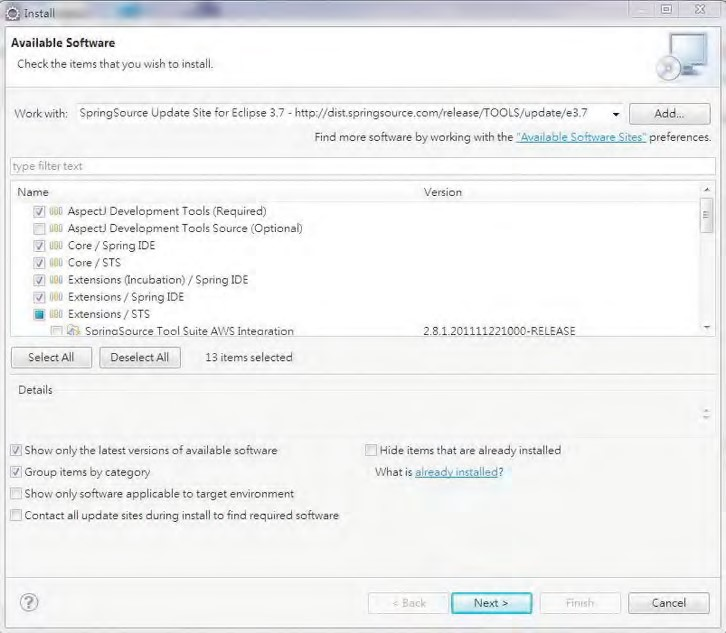 Install
Available Software
Check the items that you wish to install.
Work with: SpringSource Update Site for Eclipse 3.7 - http://dist.springsource.com/release/TOOLS/update/e3.7 Add...
Find more software by working with the "Available Software Sites" preferences.
type filter text
Name Version
AspectJ Development Tools (Required)
AspectJ Development Tools Source (Optional)
Core / Spring IDE
Core / STS
Extensions (Incubation) / Spring IDE
Extensions / Spring IDE
Extensions / STS
SpringSource Tool Suite AWS Integration 2.8.1.201111221000-RELEASE
Select All Deselect All 13 items selected
Details
Show only the latest versions of available software Hide items that are already installed
Group items by category What is already installed?
Show only software applicable to target environment
Contact all update sites during install to find required software
? < Back Next > Finish Cancel